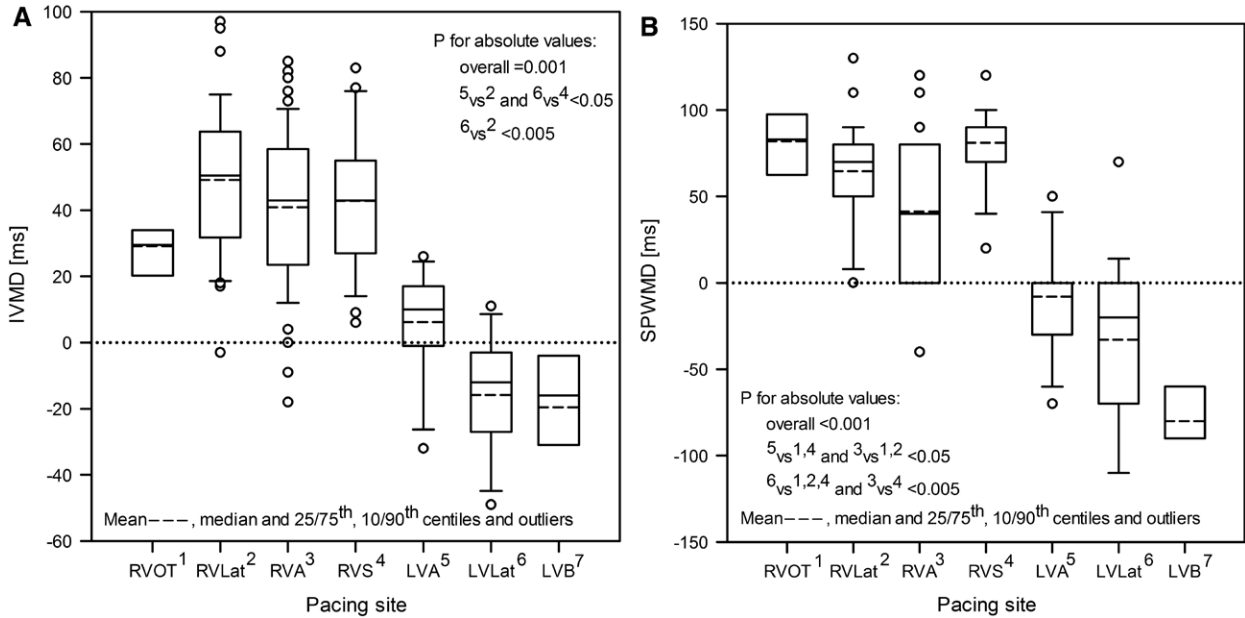 A
IVMD [ms]
100
80
60
40
20
0
-20
-40
-60
P for absolute values:
overall =0.001
5vs2 and 6vs4<0.05
6vs2 <0.005
Mean---, median and 25/75th, 10/90th centiles and outliers
RVOT1 RVLat2 RVA3 RVS4 LVA5 LVLat6 LVB7
Pacing site
B
SPWMD [ms]
150
100
50
0
-50
-100
-150
P for absolute values:
overall <0.001
5vs1,4 and 3vs1,2 <0.05
6vs1,2,4 and 3vs4 <0.005
Mean---, median and 25/75th, 10/90th centiles and outliers
RVOT1 RVLat2 RVA3 RVS4 LVA5 LVLat6 LVB7
Pacing site